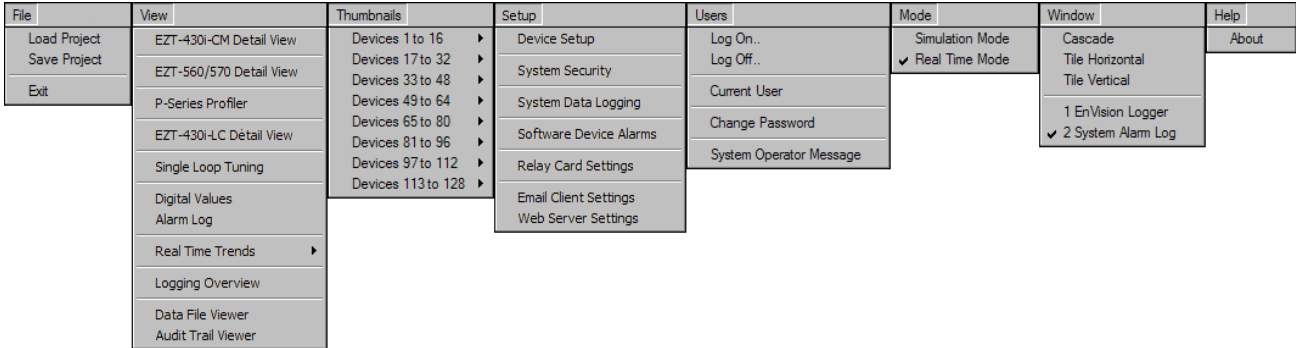 File
Load Project
Save Project
Exit
View
EZT-430i-CM Detail View
EZT-560/570 Detail View
P-Series Profiler
EZT-430i-LC Detail View
Single Loop Tuning
Digital Values
Alarm Log
Real Time Trends
Logging Overview
Data File Viewer
Audit Trail Viewer
Thumbnails
Devices 1 to 16
Devices 17 to 32
Devices 33 to 48
Devices 49 to 64
Devices 65 to 80
Devices 81 to 96
Devices 97 to 112
Devices 113 to 128
Setup
Device Setup
System Security
System Data Logging
Software Device Alarms
Relay Card Settings
Email Client Settings
Web Server Settings
Users
Log On..
Log Off..
Current User
Change Password
System Operator Message
Mode
Simulation Mode
✔ Real Time Mode
Window
Cascade
Tile Horizontal
Tile Vertical
1 EnVision Logger
✔ 2 System Alarm Log
Help
About